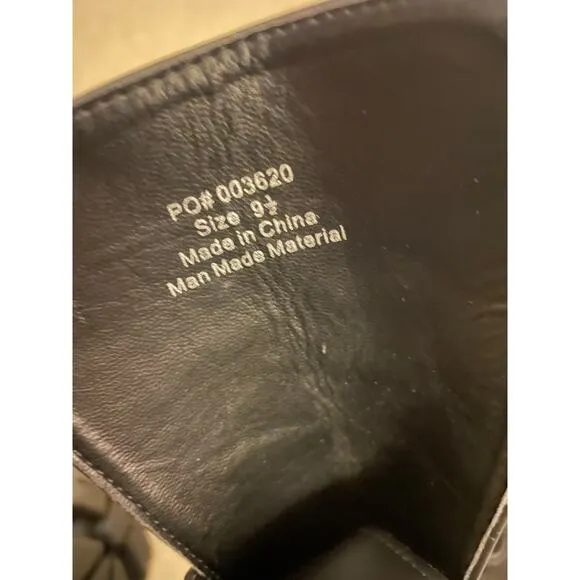 PO# 003620
Size 9½
Made in China
Man Made Material